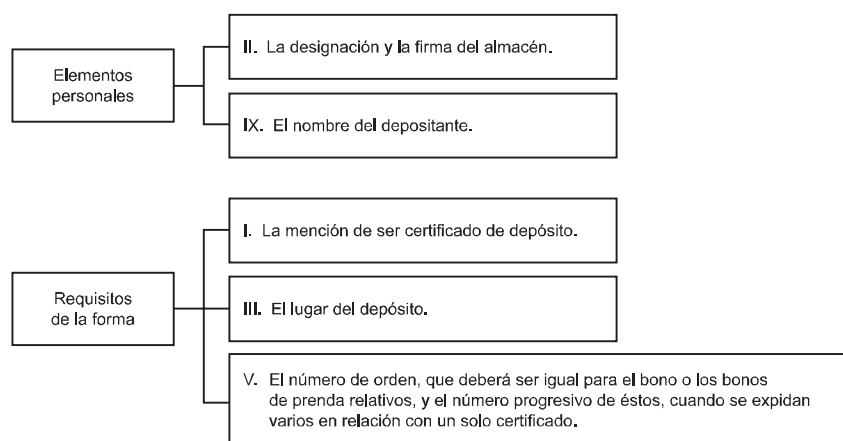 Elementos
personales
II. La designación y la firma del almacén.
IX. El nombre del depositante.
Requisitos
de la forma
I. La mención de ser certificado de depósito.
III. El lugar del depósito.
V. El número de orden, que deberá ser igual para el bono o los bonos
de prenda relativos, y el número progresivo de éstos, cuando se expidan
varios en relación con un solo certificado.